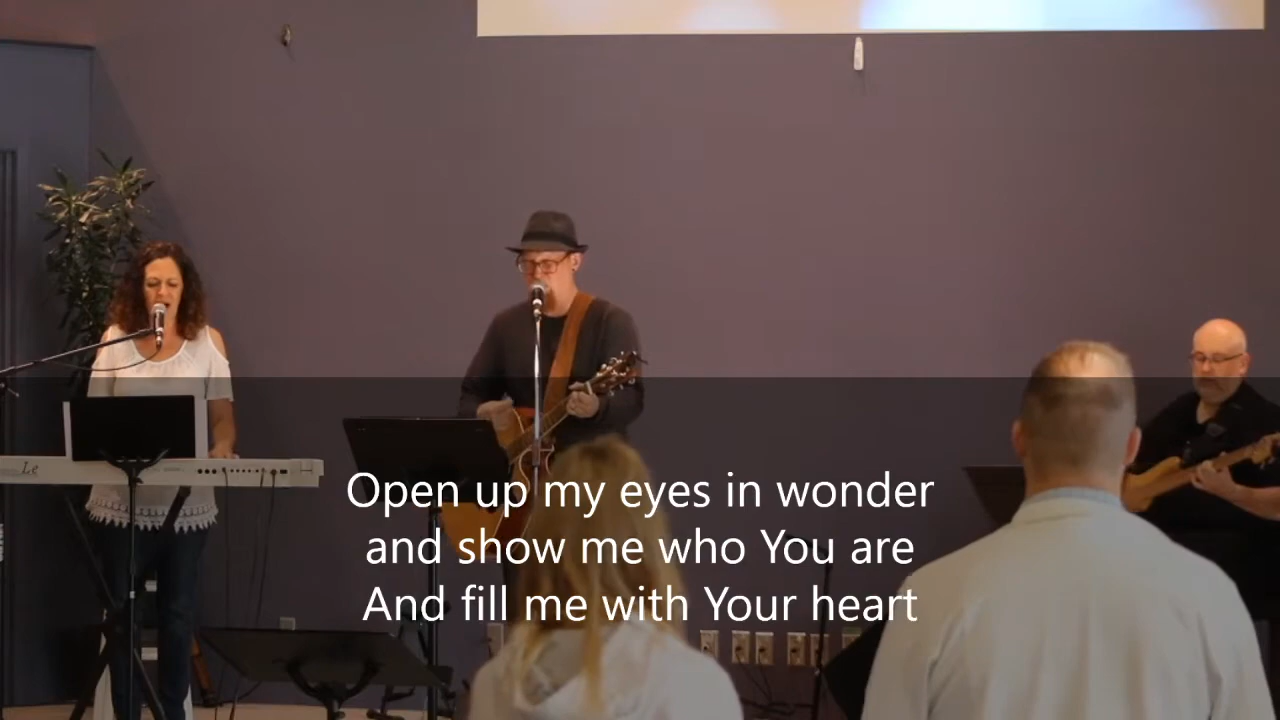 Open up my eyes in wonder
and show me who You are
And fill me with Your heart